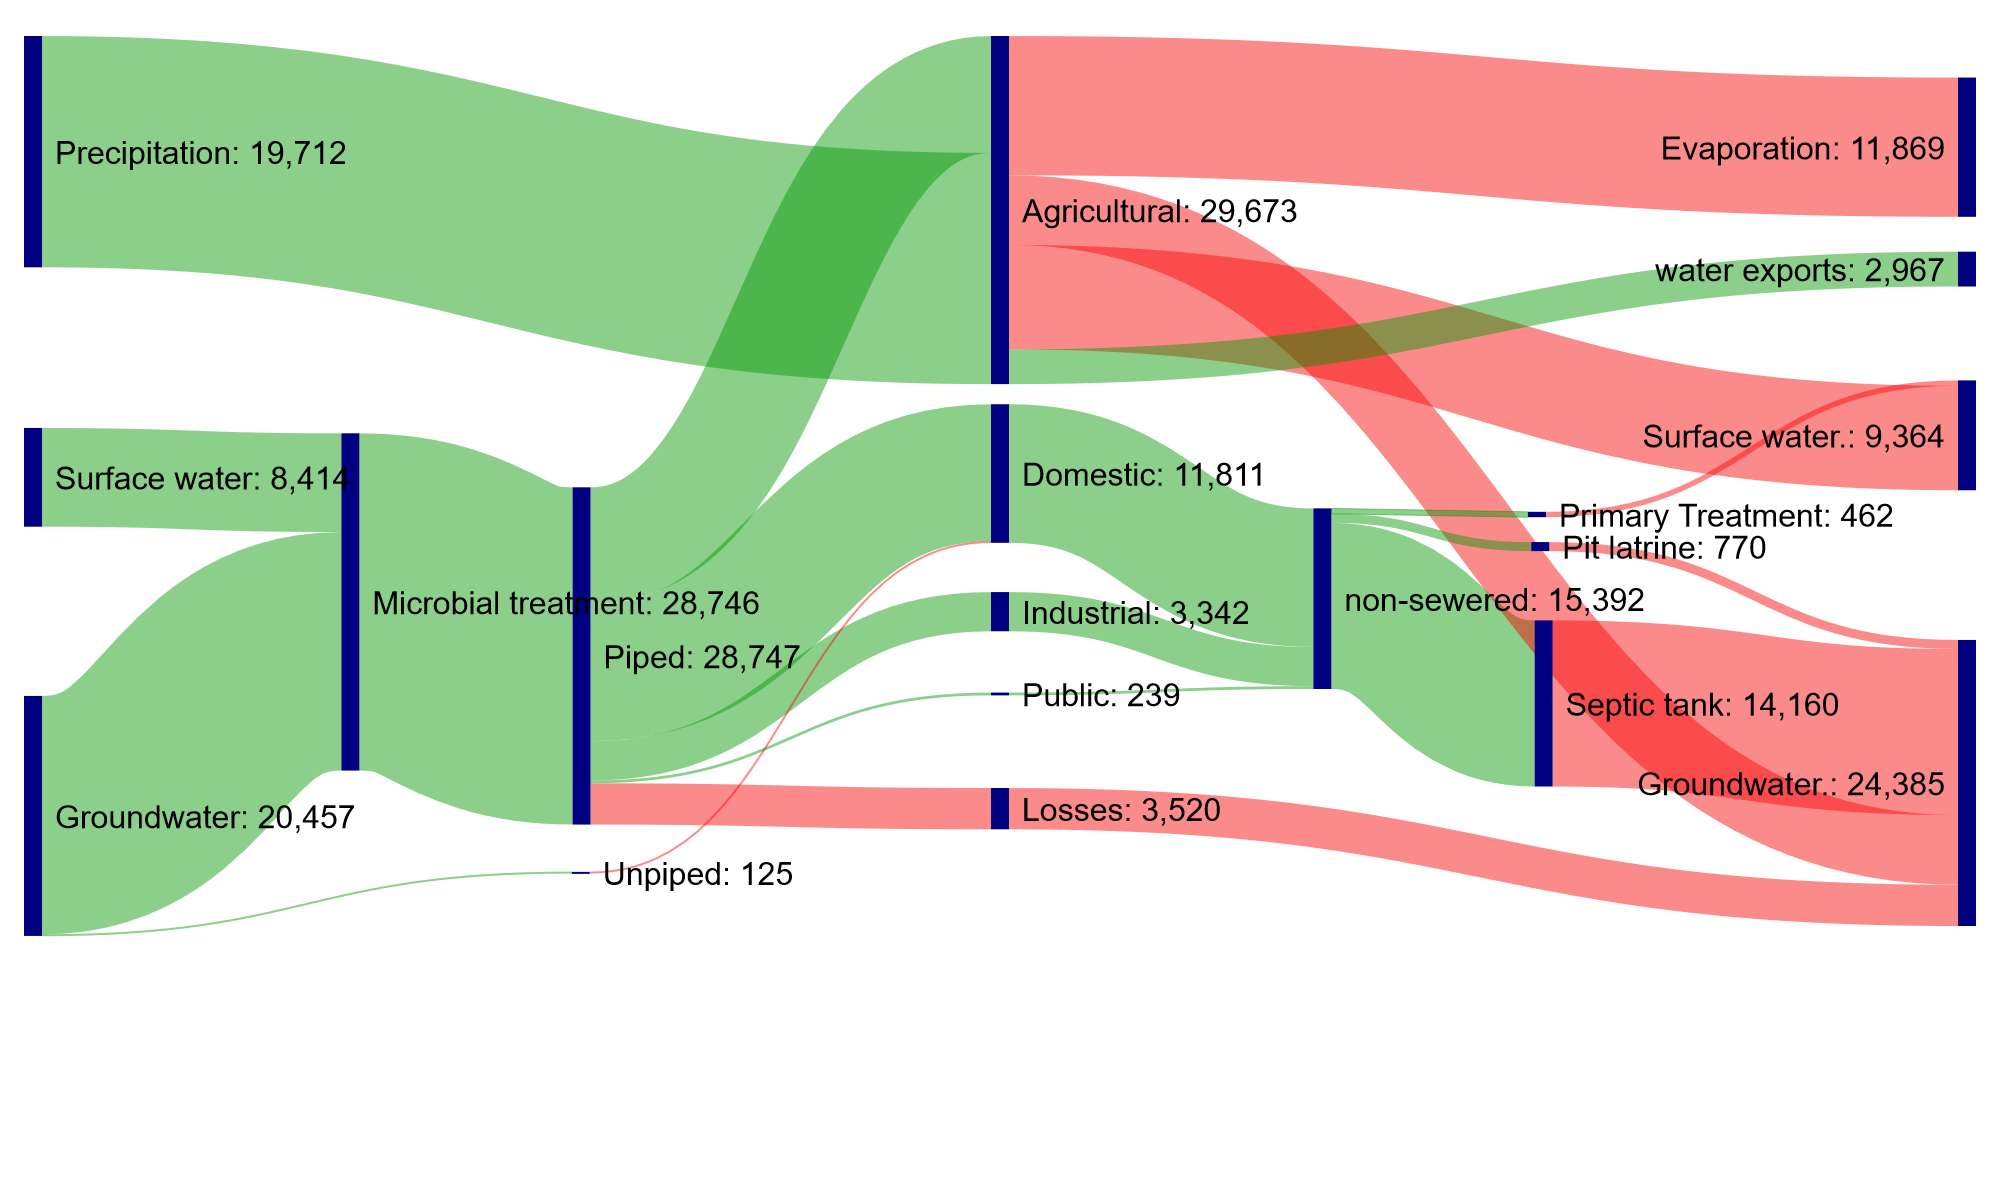 Precipitation: 19,712
Surface water: 8,414
Groundwater: 20,457
Microbial treatment: 28,746
Piped: 28,747
Unpiped: 125
Agricultural: 29,673
Domestic: 11,811
Industrial: 3,342
Public: 239
Losses: 3,520
non-sewered: 15,392
Primary Treatment: 462
Pit latrine: 770
Septic tank: 14,160
Evaporation: 11,869
water exports: 2,967
Surface water.: 9,364
Groundwater.: 24,385